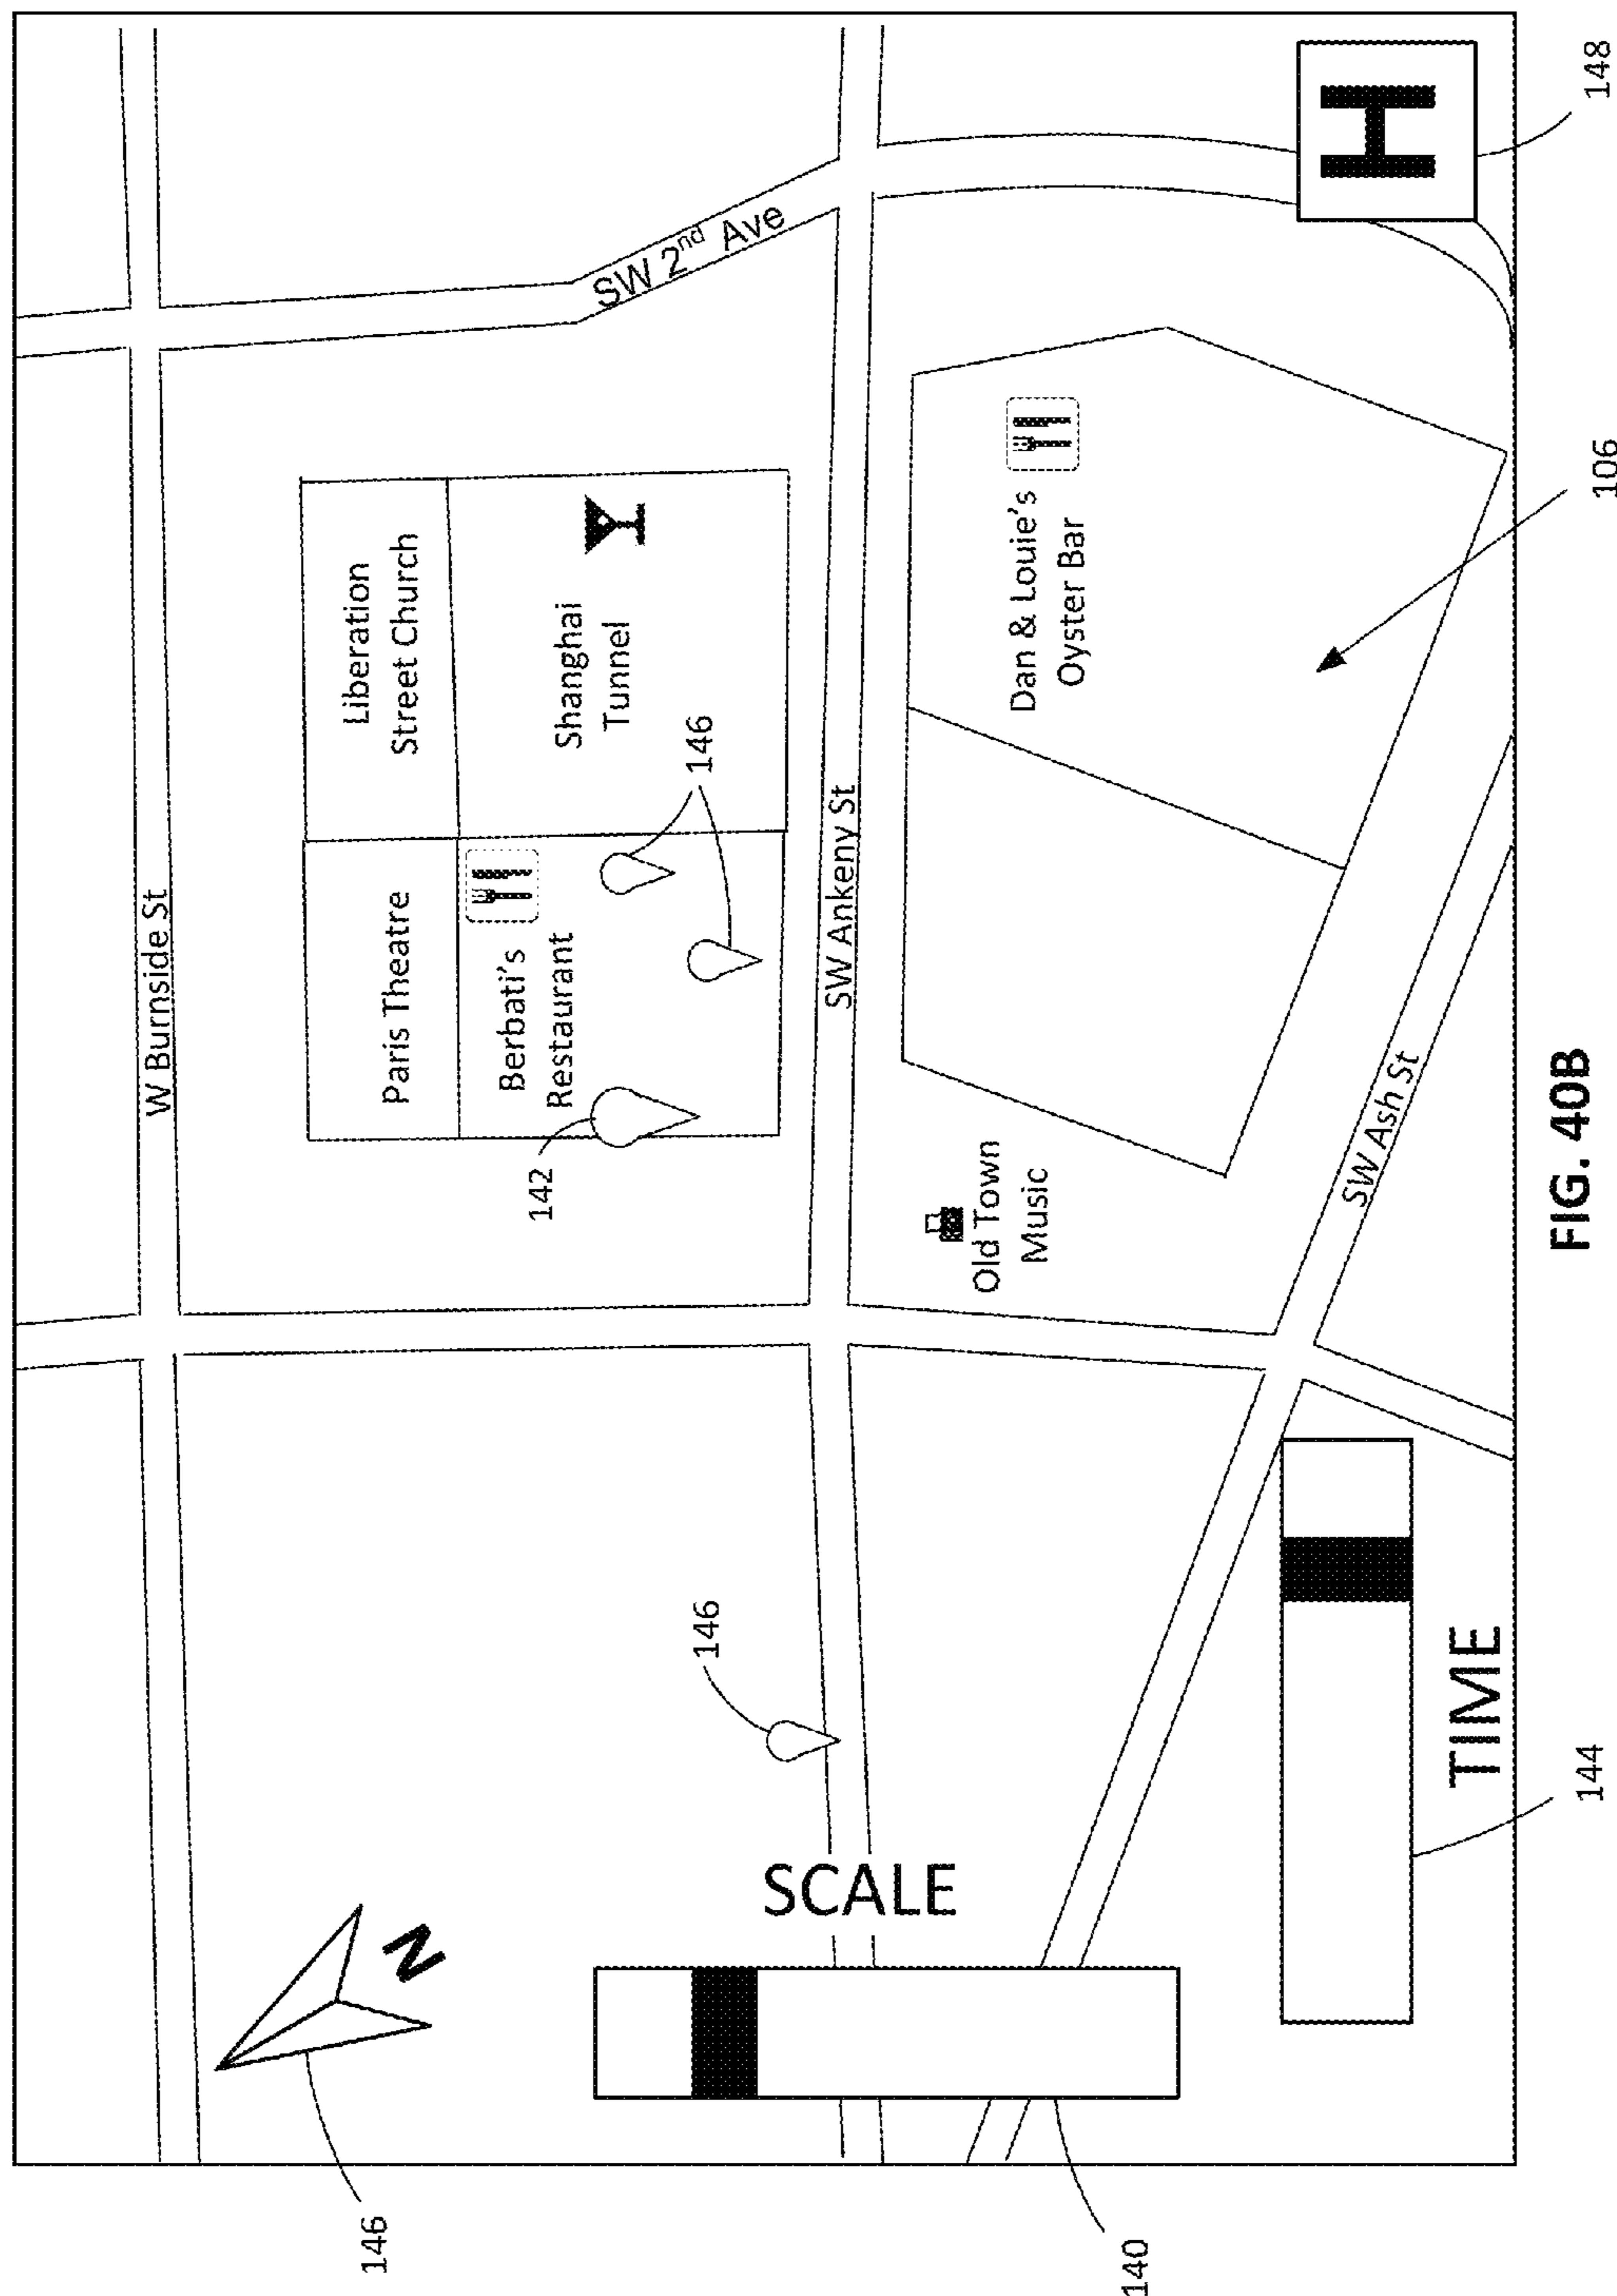 W Burnside St
Liberation
Street Church
Paris Theatre
Berbati's
Restaurant
Shanghai
Tunnel
SW 2nd Ave
146
142
SW Ankeny St
Dan & Louie's
Oyster Bar
Old Town
Music
SW Ash St
146
N
146
SCALE
140
TIME
144
H
148
106
FIG. 40B